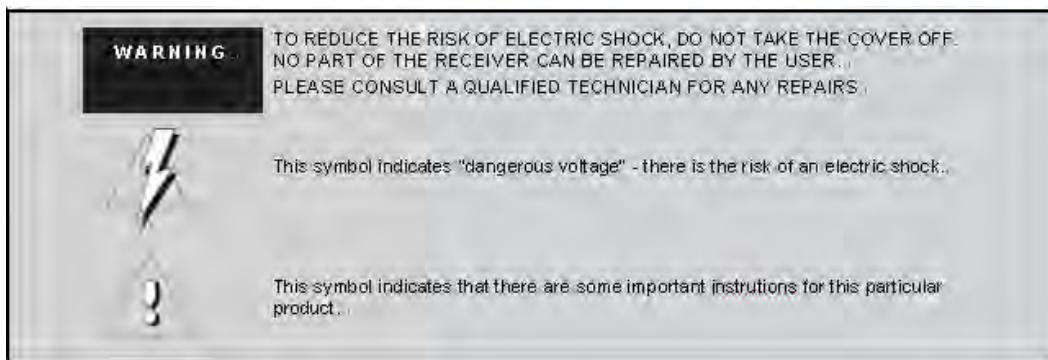 WARNING.
TO REDUCE THE RISK OF ELECTRIC SHOCK, DO NOT TAKE THE COVER OFF.
NO PART OF THE RECEIVER CAN BE REPAIRED BY THE USER..
PLEASE CONSULT A QUALIFIED TECHNICIAN FOR ANY REPAIRS.
This symbol indicates "dangerous voltage" - there is the risk of an electric shock..
!
This symbol indicates that there are some important instrutions for this particular
product..